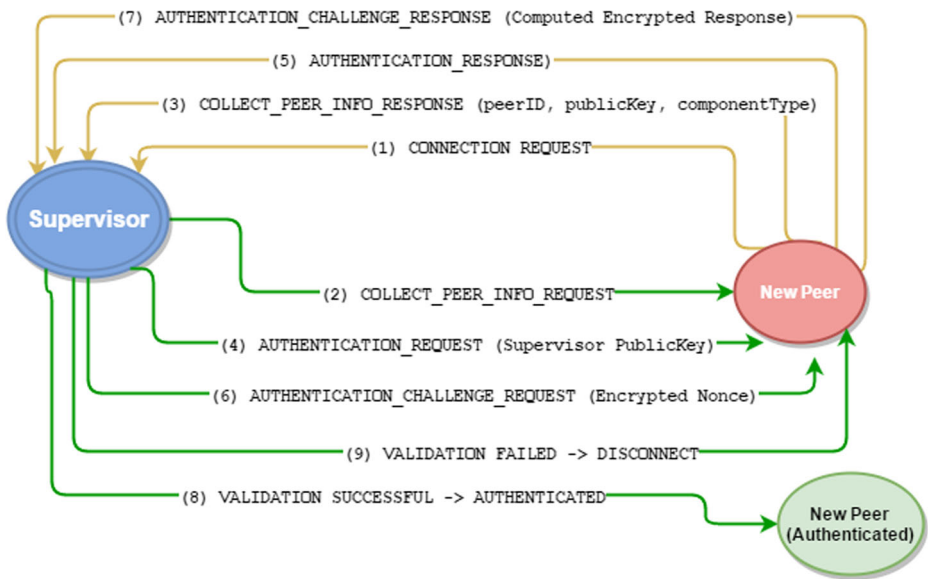 (7) AUTHENTICATION_CHALLENGE_RESPONSE (Computed Encrypted Response)
(5) AUTHENTICATION_RESPONSE)
(3) COLLECT_PEER_INFO_RESPONSE (peerID, publicKey, componentType)
(1) CONNECTION REQUEST
Supervisor
(2) COLLECT_PEER_INFO_REQUEST
New Peer
(4) AUTHENTICATION_REQUEST (Supervisor PublicKey)
(6) AUTHENTICATION_CHALLENGE_REQUEST (Encrypted Nonce)
(9) VALIDATION FAILED -> DISCONNECT
(8) VALIDATION SUCCESSFUL -> AUTHENTICATED
New Peer
(Authenticated)